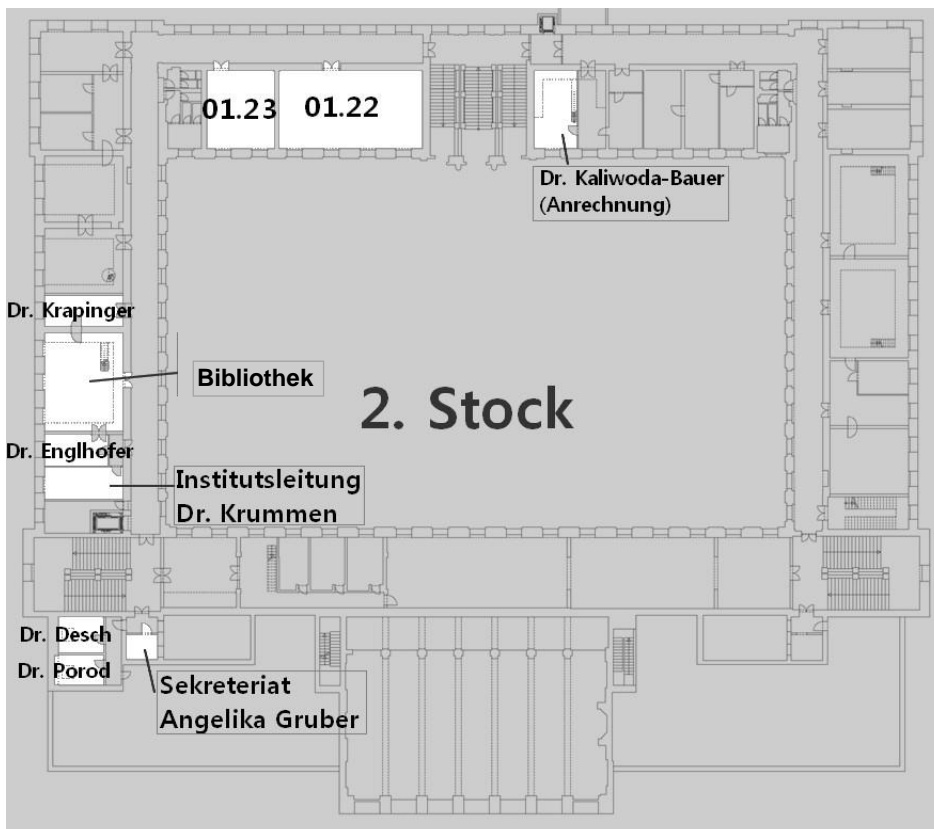 01.23
01.22
Dr. Kaliwoda-Bauer
(Anrechnung)
Dr. Krapinger
Bibliothek
2. Stock
Dr. Englhofer
Institutsleitung
Dr. Krummen
Dr. Desch
Dr. Porod
Sekreteriat
Angelika Gruber